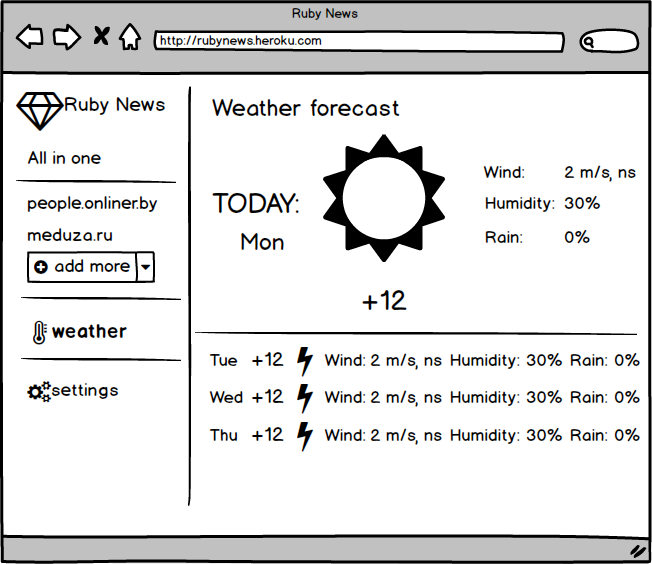 Ruby News
http://rubynews.heroku.com
Ruby News
All in one
people.onliner.by
meduza.ru
add more
weather
settings
Weather forecast
TODAY:
Mon
+12
Wind: 2 m/s, ns
Humidity: 30%
Rain: 0%
Tue +12 Wind: 2 m/s, ns Humidity: 30% Rain: 0%
Wed +12 Wind: 2 m/s, ns Humidity: 30% Rain: 0%
Thu +12 Wind: 2 m/s, ns Humidity: 30% Rain: 0%